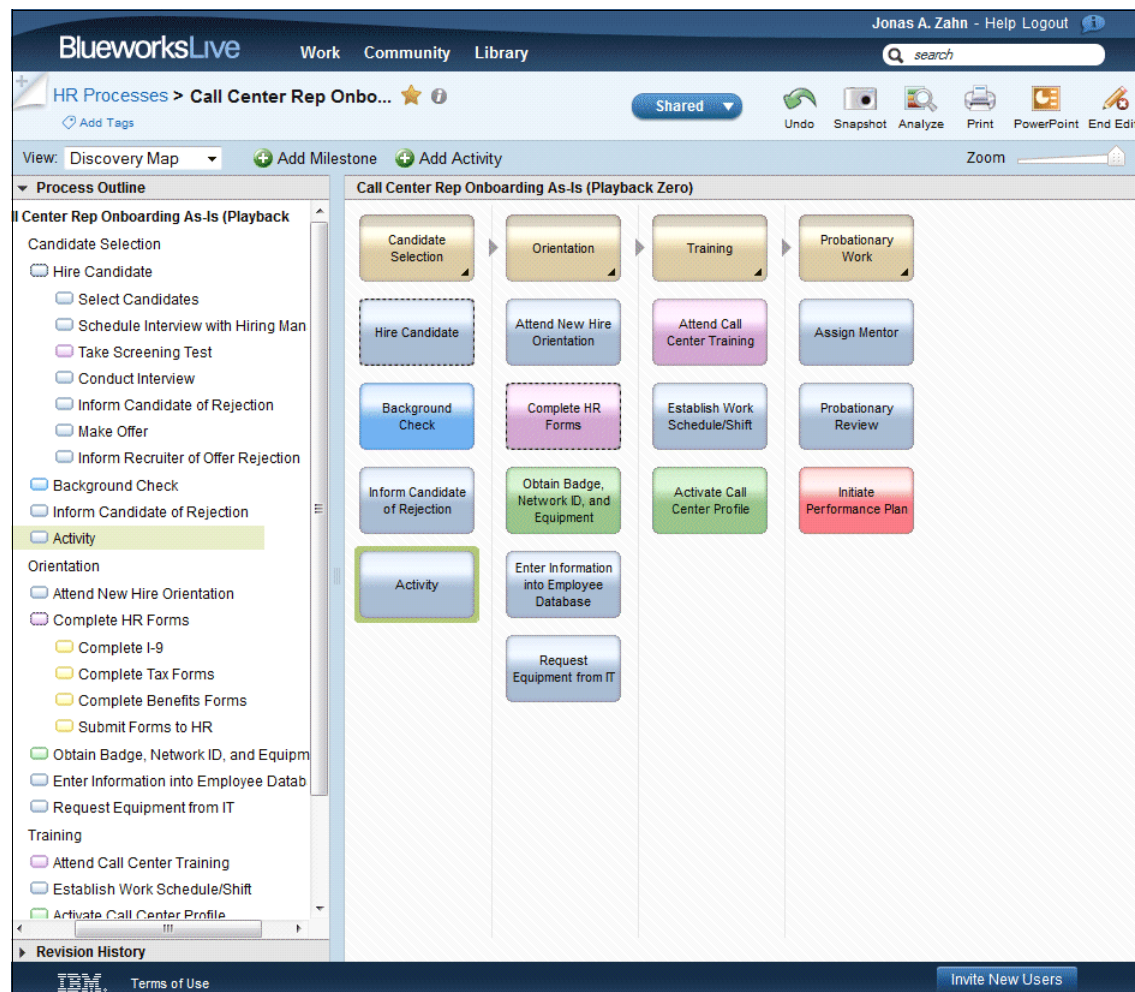 Jonas A. Zahn - Help Logout
BlueworksLive Work Community Library search
HR Processes > Call Center Rep Onbo...
Add Tags
Shared
Undo Snapshot Analyze Print PowerPoint End Edi
View: Discovery Map Add Milestone Add Activity Zoom
Process Outline
ll Center Rep Onboarding As-Is (Playback
Candidate Selection
Hire Candidate
Select Candidates
Schedule Interview with Hiring Man
Take Screening Test
Conduct Interview
Inform Candidate of Rejection
Make Offer
Inform Recruiter of Offer Rejection
Background Check
Inform Candidate of Rejection
Activity
Orientation
Attend New Hire Orientation
Complete HR Forms
Complete I-9
Complete Tax Forms
Complete Benefits Forms
Submit Forms to HR
Obtain Badge, Network ID, and Equipm
Enter Information into Employee Datab
Request Equipment from IT
Training
Attend Call Center Training
Establish Work Schedule/Shift
Activate Call Center Profile
Revision History
Call Center Rep Onboarding As-Is (Playback Zero)
Candidate
Selection
Orientation
Training
Probationary
Work
Hire Candidate
Attend New Hire
Orientation
Attend Call
Center Training
Assign Mentor
Background
Check
Complete HR
Forms
Establish Work
Schedule/Shift
Probationary
Review
Inform Candidate
of Rejection
Obtain Badge,
Network ID, and
Equipment
Activate Call
Center Profile
Initiate
Performance Plan
Activity
Enter Information
into Employee
Database
Request
Equipment from IT
IBM. Terms of Use
Invite New Users